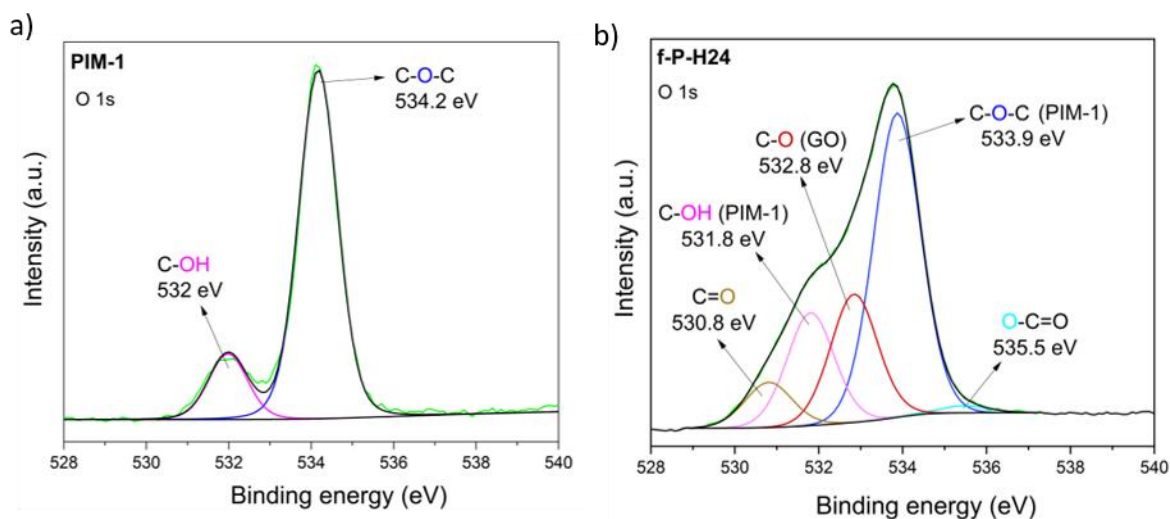 a)
PIM-1
O 1s
C-O-C
534.2 eV
C-OH
532 eV
Intensity (a.u.)
528 530 532 534 536 538 540
Binding energy (eV)
b)
f-P-H24
O 1s
C-O-C (PIM-1)
533.9 eV
C-O (GO)
532.8 eV
C-OH (PIM-1)
531.8 eV
C=O
530.8 eV
O-C=O
535.5 eV
Intensity (a.u.)
528 530 532 534 536 538 540
Binding energy (eV)